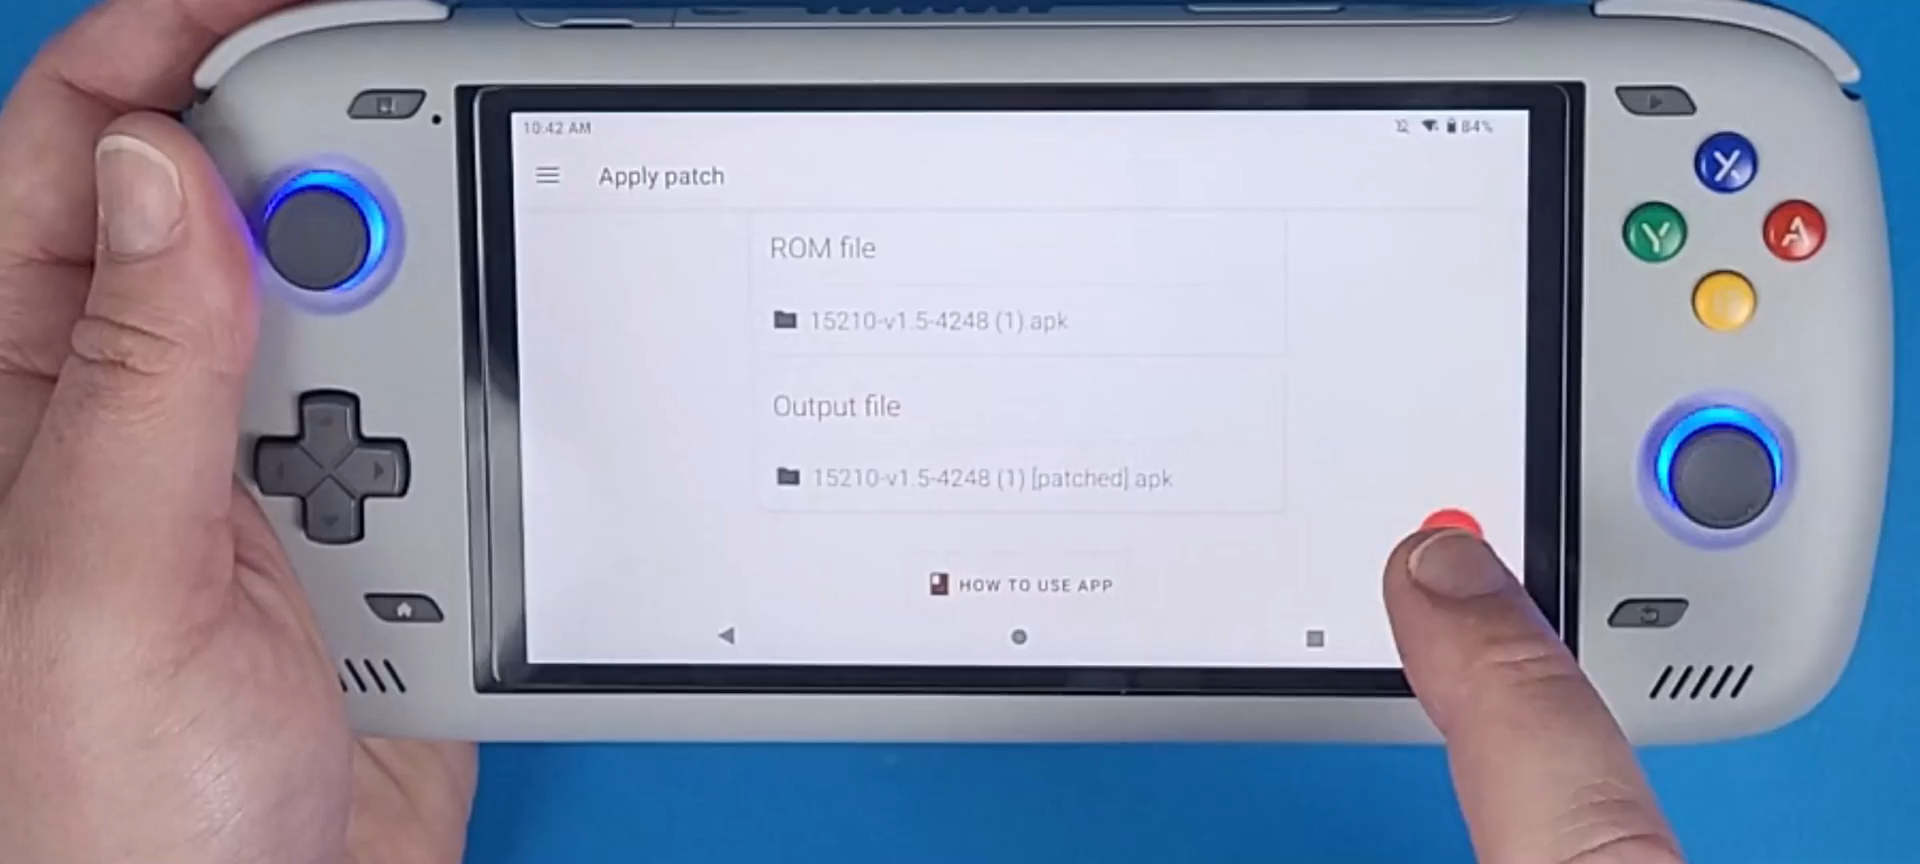 10:42 AM
84%
Apply patch
ROM file
15210-v1.5-4248 (1).apk
Output file
15210-v1.5-4248 (1) [patched].apk
HOW TO USE APP
X
Y
A